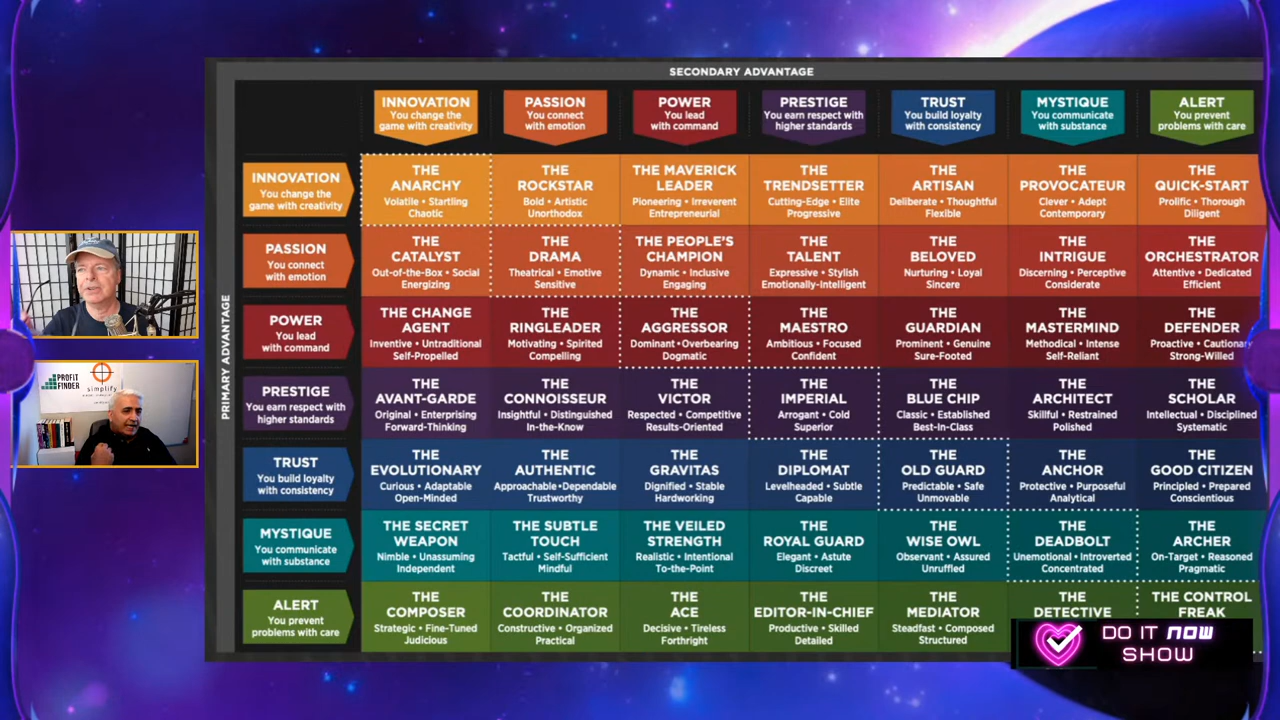 SECONDARY ADVANTAGE
INNOVATION
You change the
game with creativity
PASSION
You connect
with emotion
POWER
You lead
with command
PRESTIGE
You earn respect with
higher standards
TRUST
You build loyalty
with consistency
MYSTIQUE
You communicate
with substance
ALERT
You prevent
problems with care
PRIMARY ADVANTAGE
INNOVATION
You change the
game with creativity
THE
ANARCHY
Volatile • Startling
Chaotic
THE
ROCKSTAR
Bold • Artistic
Unorthodox
THE MAVERICK
LEADER
Pioneering • Irreverent
Entrepreneurial
THE
TRENDSETTER
Cutting-Edge • Elite
Progressive
THE
ARTISAN
Deliberate • Thoughtful
Flexible
THE
PROVOCATEUR
Clever • Adept
Contemporary
THE
QUICK-START
Prolific • Thorough
Diligent
PASSION
You connect
with emotion
THE
CATALYST
Out-of-the-Box • Social
Energizing
THE
DRAMA
Theatrical • Emotive
Sensitive
THE PEOPLE'S
CHAMPION
Dynamic • Inclusive
Engaging
THE
TALENT
Expressive • Stylish
Emotionally-Intelligent
THE
BELOVED
Nurturing • Loyal
Sincere
THE
INTRIGUE
Discerning • Perceptive
Considerate
THE
ORCHESTRATOR
Attentive • Dedicated
Efficient
POWER
You lead
with command
THE CHANGE
AGENT
Inventive • Untraditional
Self-Propelled
THE
RINGLEADER
Motivating • Spirited
Compelling
THE
AGGRESSOR
Dominant • Overbearing
Dogmatic
THE
MAESTRO
Ambitious • Focused
Confident
THE
GUARDIAN
Prominent • Genuine
Sure-Footed
THE
MASTERMIND
Methodical • Intense
Self-Reliant
THE
DEFENDER
Proactive • Cautionary
Strong-Willed
PRESTIGE
You earn respect with
higher standards
THE
AVANT-GARDE
Original • Enterprising
Forward-Thinking
THE
CONNOISSEUR
Insightful • Distinguished
In-the-Know
THE
VICTOR
Respected • Competitive
Results-Oriented
THE
IMPERIAL
Arrogant • Cold
Superior
THE
BLUE CHIP
Classic • Established
Best-In-Class
THE
ARCHITECT
Skillful • Restrained
Polished
THE
SCHOLAR
Intellectual • Disciplined
Systematic
TRUST
You build loyalty
with consistency
THE
EVOLUTIONARY
Curious • Adaptable
Open-Minded
THE
AUTHENTIC
Approachable • Dependable
Trustworthy
THE
GRAVITAS
Dignified • Stable
Hardworking
THE
DIPLOMAT
Levelheaded • Subtle
Capable
THE
OLD GUARD
Predictable • Safe
Unmovable
THE
ANCHOR
Protective • Purposeful
Analytical
THE
GOOD CITIZEN
Principled • Prepared
Conscientious
MYSTIQUE
You communicate
with substance
THE SECRET
WEAPON
Nimble • Unassuming
Independent
THE SUBTLE
TOUCH
Tactful • Self-Sufficient
Mindful
THE VEILED
STRENGTH
Realistic • Intentional
To-the-Point
THE
ROYAL GUARD
Elegant • Astute
Discreet
THE
WISE OWL
Observant • Assured
Unruffled
THE
DEADBOLT
Unemotional • Introverted
Concentrated
THE
ARCHER
On-Target • Reasoned
Pragmatic
ALERT
You prevent
problems with care
THE
COMPOSER
Strategic • Fine-Tuned
Judicious
THE
COORDINATOR
Constructive • Organized
Practical
THE
ACE
Decisive • Tireless
Forthright
THE
EDITOR-IN-CHIEF
Productive • Skilled
Detailed
THE
MEDIATOR
Steadfast • Composed
Structured
THE
DETECTIVE
THE CONTROL
FREAK
PROFIT
FINDER
simplify
DO IT NOW
SHOW